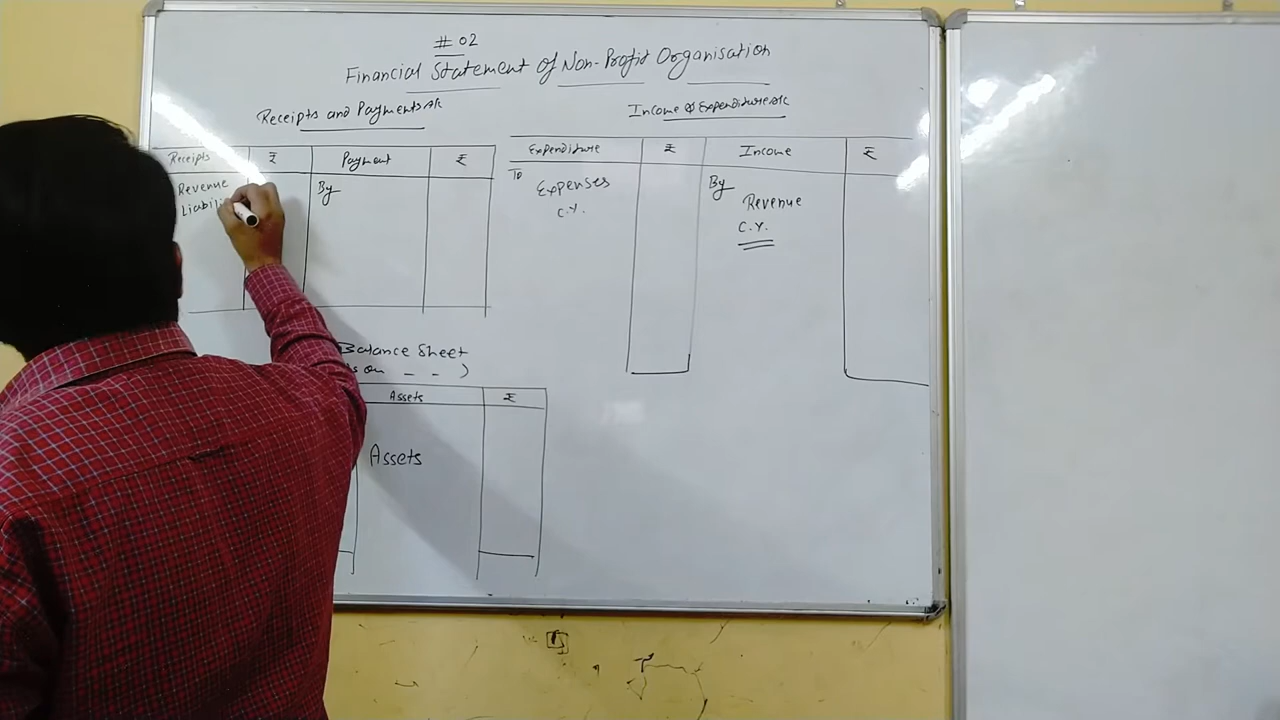 # 02
Financial Statement of Non-Profit Organisation
Receipts and Payments A/c
Receipts ₹ Payment ₹
Revenue
By
Income & Expenditure A/c
Expenditure ₹ Income ₹
To Expenses
C.Y.
By Revenue
C.Y.
Balance Sheet
on _ _ )
Assets ₹
Assets